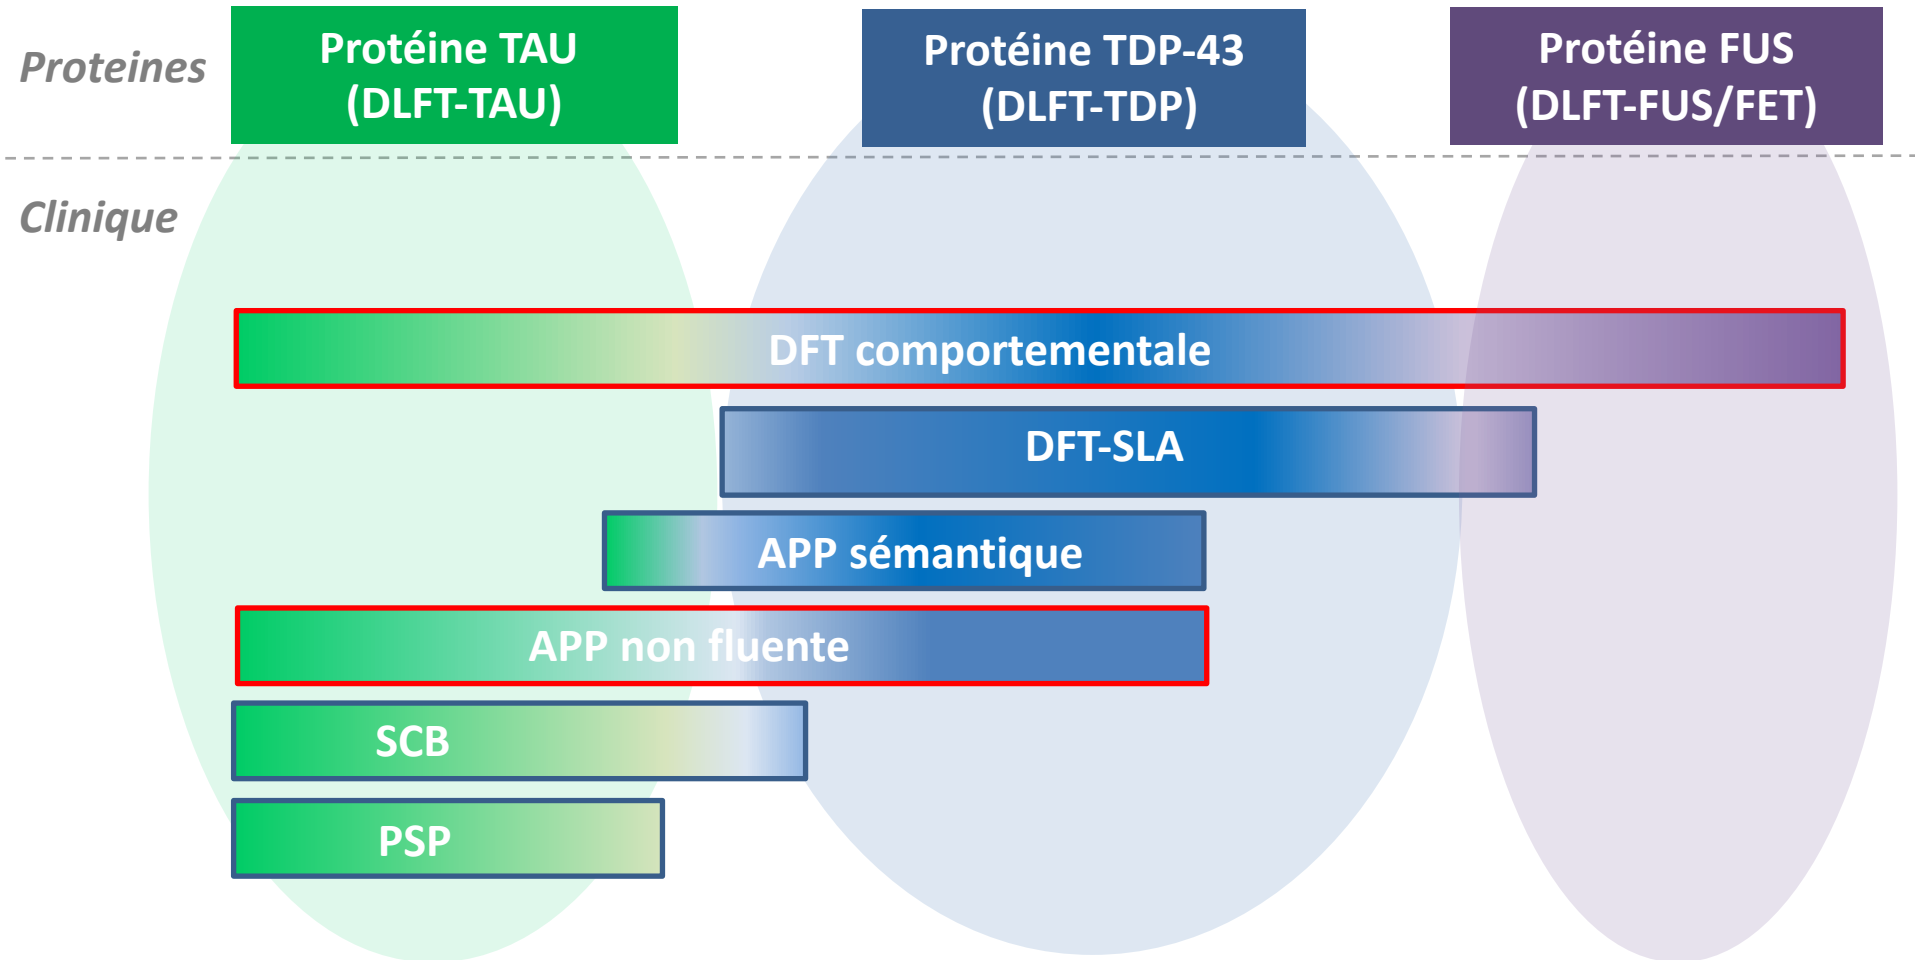 Proteines
Protéine TAU
(DLFT-TAU)
Protéine TDP-43
(DLFT-TDP)
Protéine FUS
(DLFT-FUS/FET)
Clinique
DFT comportementale
DFT-SLA
APP sémantique
APP non fluente
SCB
PSP